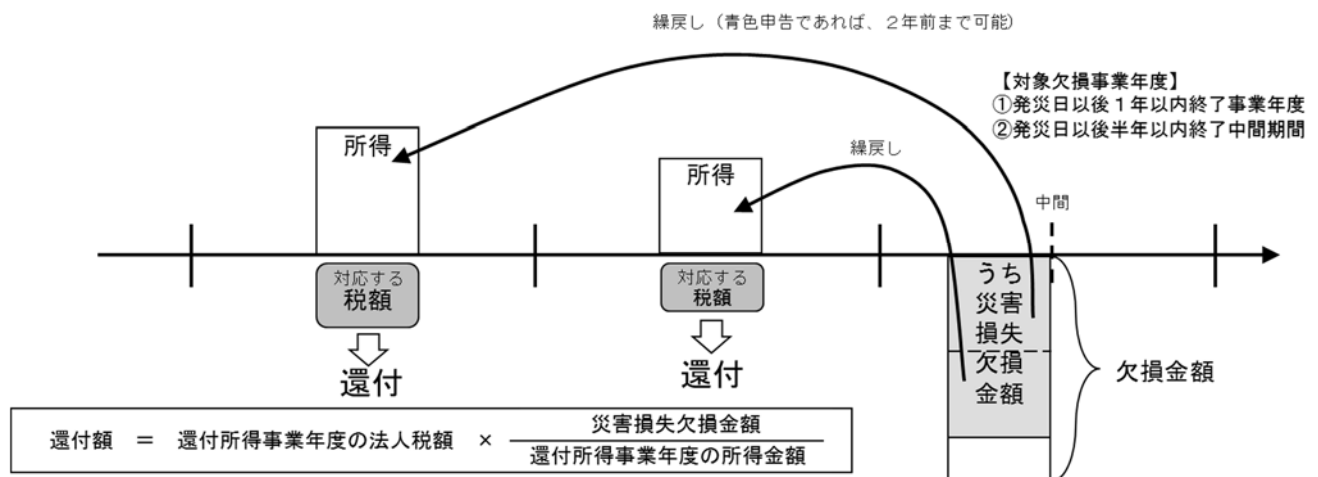 繰戻し（青色申告であれば、２年前まで可能）
【対象欠損事業年度】
①発災日以後１年以内終了事業年度
②発災日以後半年以内終了中間期間
所得
所得
繰戻し
中間
対応する
税額
対応する
税額
還付
還付
うち
災害
損失
欠損
金額
欠損金額
還付額 ＝ 還付所得事業年度の法人税額 ×
災害損失欠損金額
還付所得事業年度の所得金額